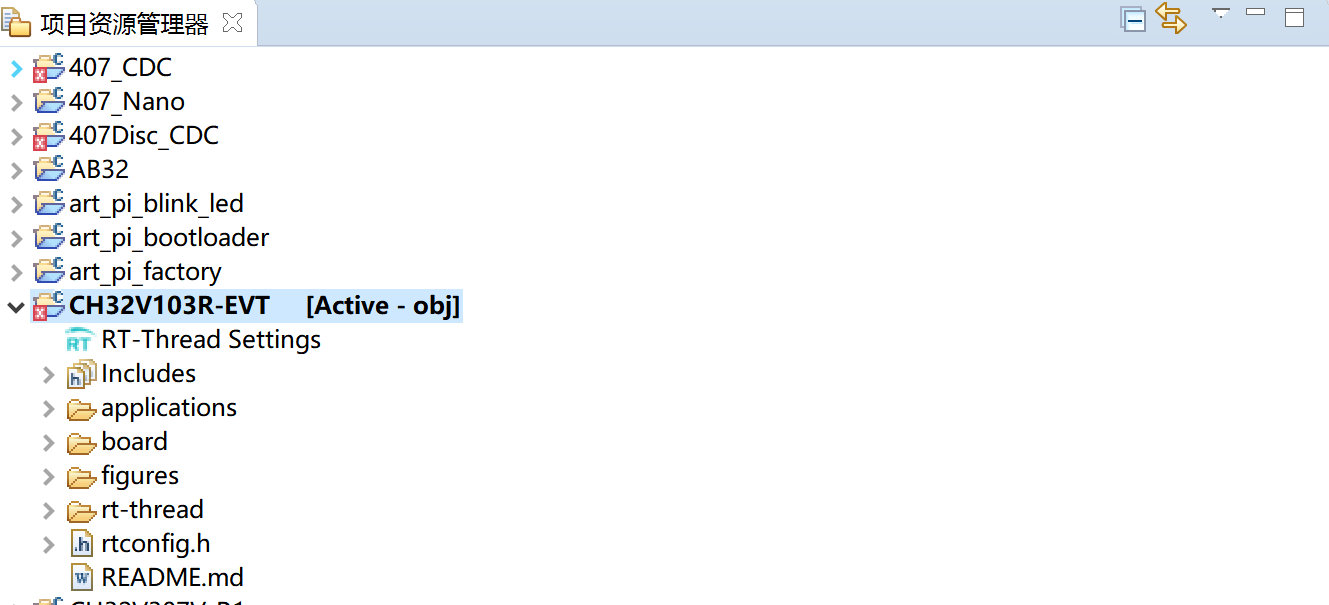 项目资源管理器
407_CDC
407_Nano
407Disc_CDC
AB32
art_pi_blink_led
art_pi_bootloader
art_pi_factory
CH32V103R-EVT [Active - obj]
RT-Thread Settings
Includes
applications
board
figures
rt-thread
rtconfig.h
README.md